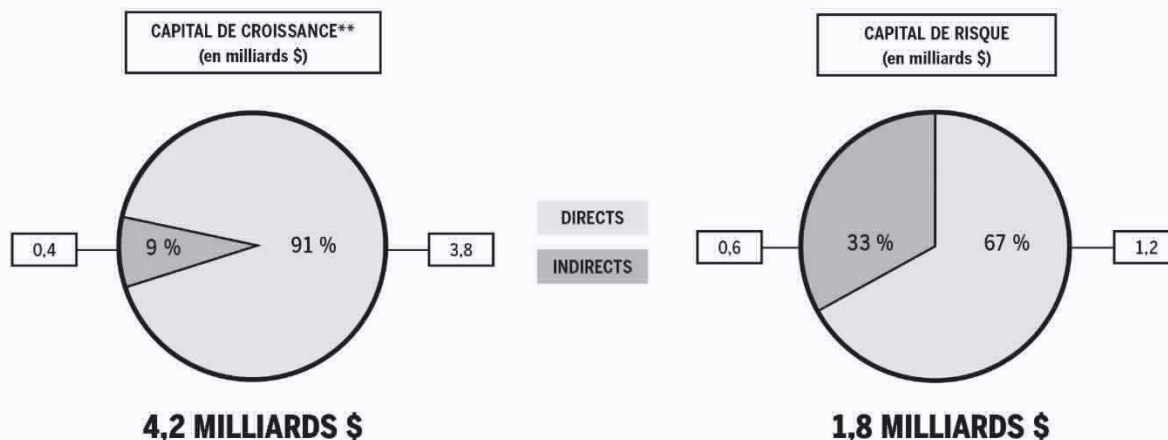 CAPITAL DE CROISSANCE**
(en milliards $)
0,4
9 %
91 %
3,8
4,2 MILLIARDS $
DIRECTS
INDIRECTS
CAPITAL DE RISQUE
(en milliards $)
0,6
33 %
67 %
1,2
1,8 MILLIARDS $